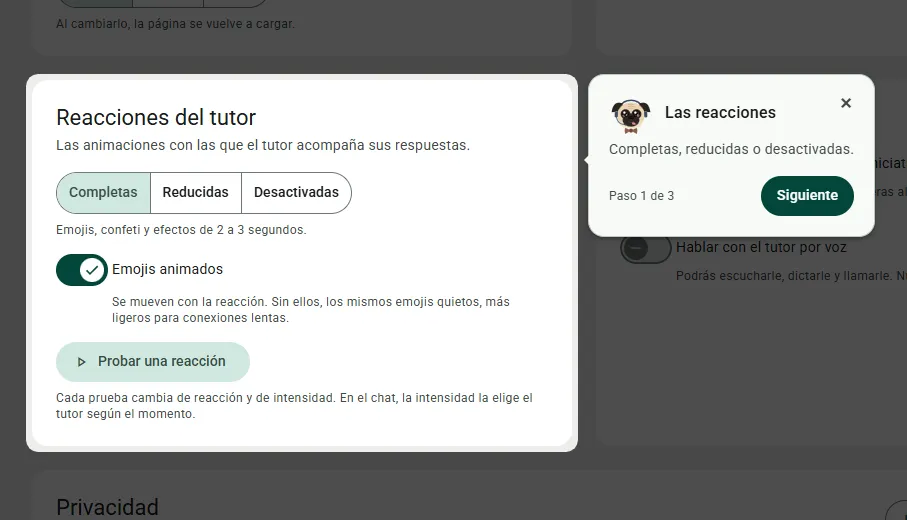 Al cambiarlo, la página se vuelve a cargar.
Reacciones del tutor
Las animaciones con las que el tutor acompaña sus respuestas.
Completas
Reducidas
Desactivadas
Emojis, confeti y efectos de 2 a 3 segundos.
Emojis animados
Se mueven con la reacción. Sin ellos, los mismos emojis quietos, más
ligeros para conexiones lentas.
Probar una reacción
Cada prueba cambia de reacción y de intensidad. En el chat, la intensidad la elige el
tutor según el momento.
Las reacciones
Completas, reducidas o desactivadas.
Paso 1 de 3
Siguiente
Hablar con el tutor por voz
Podrás escucharle, dictarle y llamarle.
Privacidad